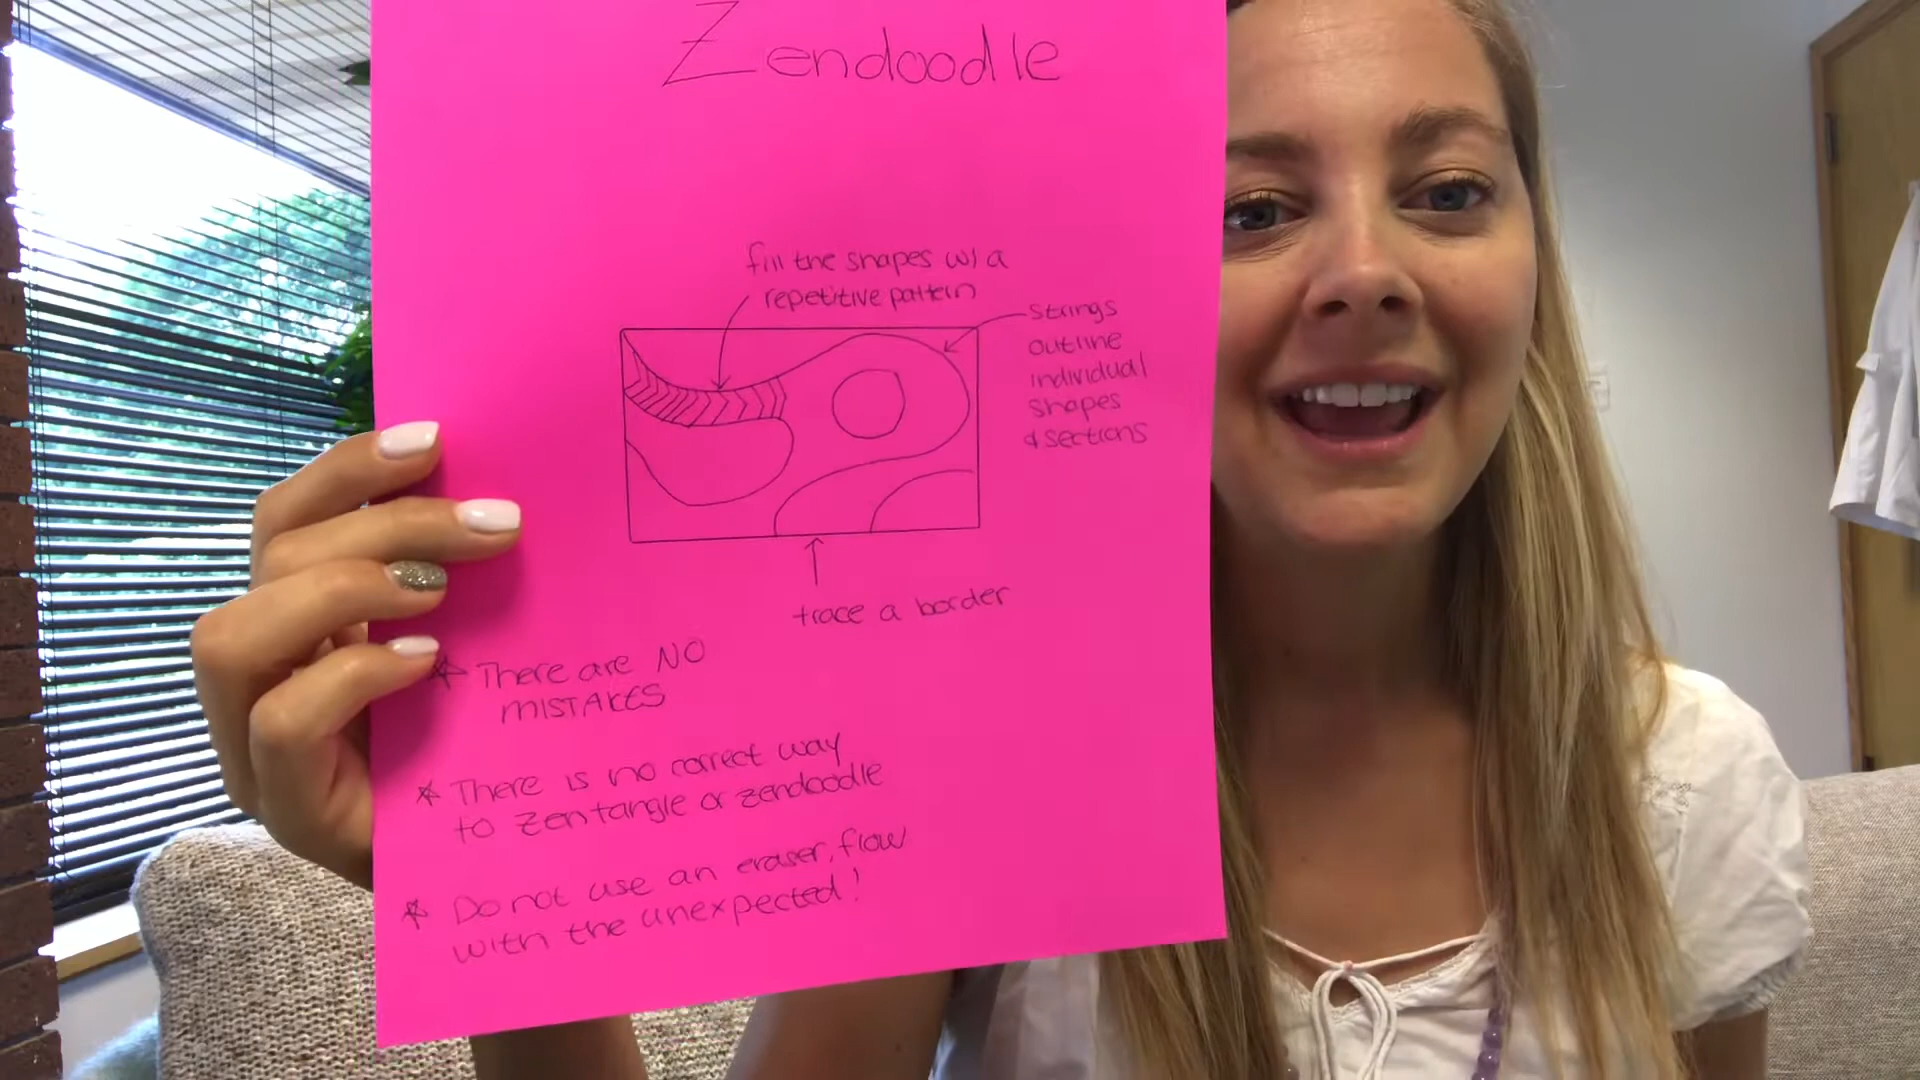 Zendoodle
fill the shapes w/ a
repetitive pattern
strings
outline
individual
shapes
& sections
trace a border
There are NO
MISTAKES
There is no correct way
to zentangle or zendoodle
Do not use an eraser, flow
with the unexpected!